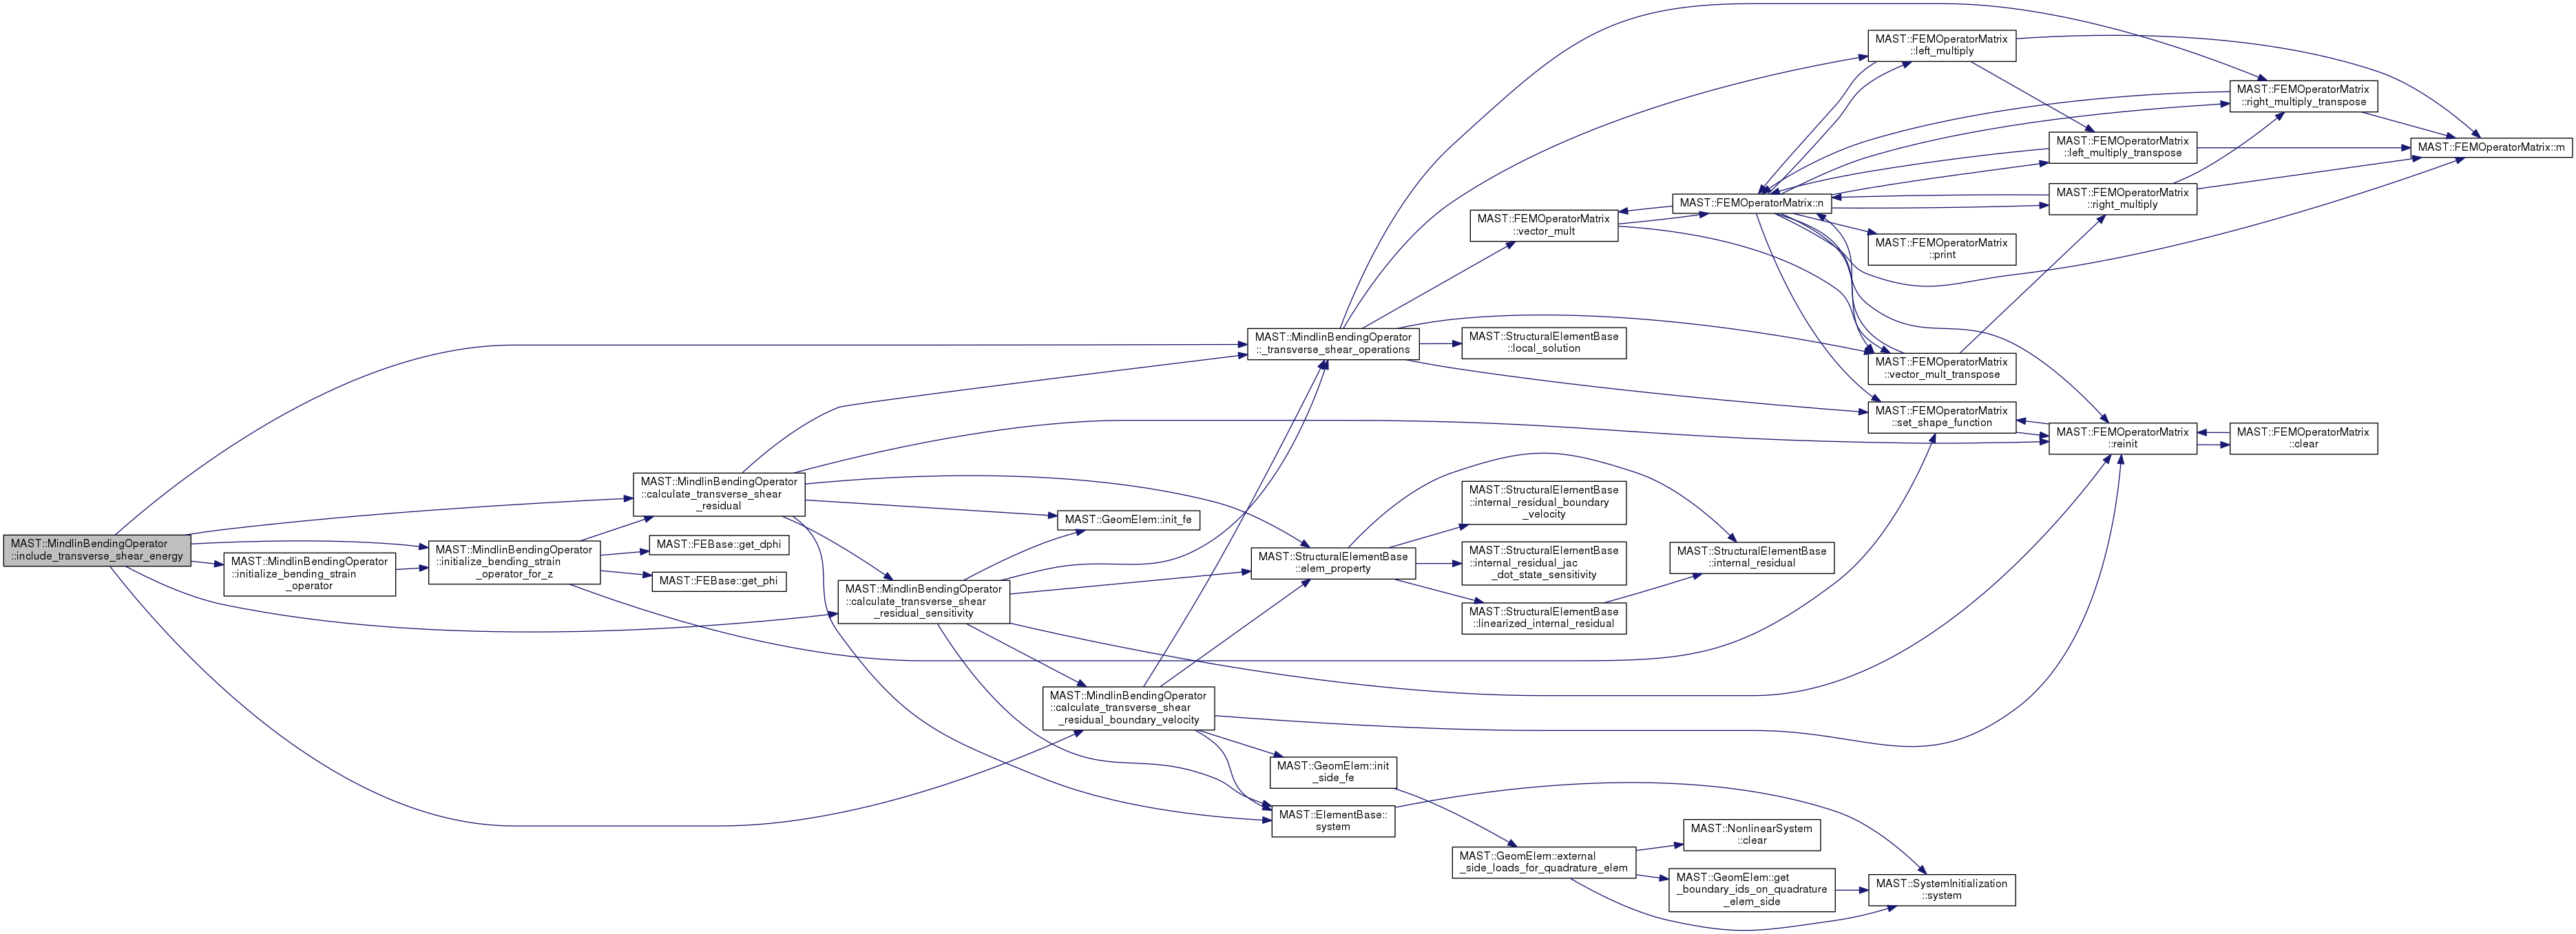 MAST::MindlinBendingOperator
::include_transverse_shear_energy
MAST::MindlinBendingOperator
::initialize_bending_strain
_operator
MAST::MindlinBendingOperator
::initialize_bending_strain
_operator_for_z
MAST::MindlinBendingOperator
::calculate_transverse_shear
_residual
MAST::FEBase::get_dphi
MAST::FEBase::get_phi
MAST::MindlinBendingOperator
::calculate_transverse_shear
_residual_sensitivity
MAST::GeomElem::init_fe
MAST::MindlinBendingOperator
::calculate_transverse_shear
_residual_boundary_velocity
MAST::MindlinBendingOperator
::_transverse_shear_operations
MAST::StructuralElementBase
::elem_property
MAST::GeomElem::init
_side_fe
MAST::ElementBase::
system
MAST::FEMOperatorMatrix
::vector_mult
MAST::StructuralElementBase
::local_solution
MAST::StructuralElementBase
::internal_residual_boundary
_velocity
MAST::StructuralElementBase
::internal_residual_jac
_dot_state_sensitivity
MAST::StructuralElementBase
::linearized_internal_residual
MAST::GeomElem::external
_side_loads_for_quadrature_elem
MAST::FEMOperatorMatrix::n
MAST::StructuralElementBase
::internal_residual
MAST::NonlinearSystem
::clear
MAST::GeomElem::get
_boundary_ids_on_quadrature
_elem_side
MAST::FEMOperatorMatrix
::left_multiply
MAST::FEMOperatorMatrix
::print
MAST::FEMOperatorMatrix
::vector_mult_transpose
MAST::FEMOperatorMatrix
::set_shape_function
MAST::SystemInitialization
::system
MAST::FEMOperatorMatrix
::left_multiply_transpose
MAST::FEMOperatorMatrix
::right_multiply
MAST::FEMOperatorMatrix
::reinit
MAST::FEMOperatorMatrix
::right_multiply_transpose
MAST::FEMOperatorMatrix
::clear
MAST::FEMOperatorMatrix::m